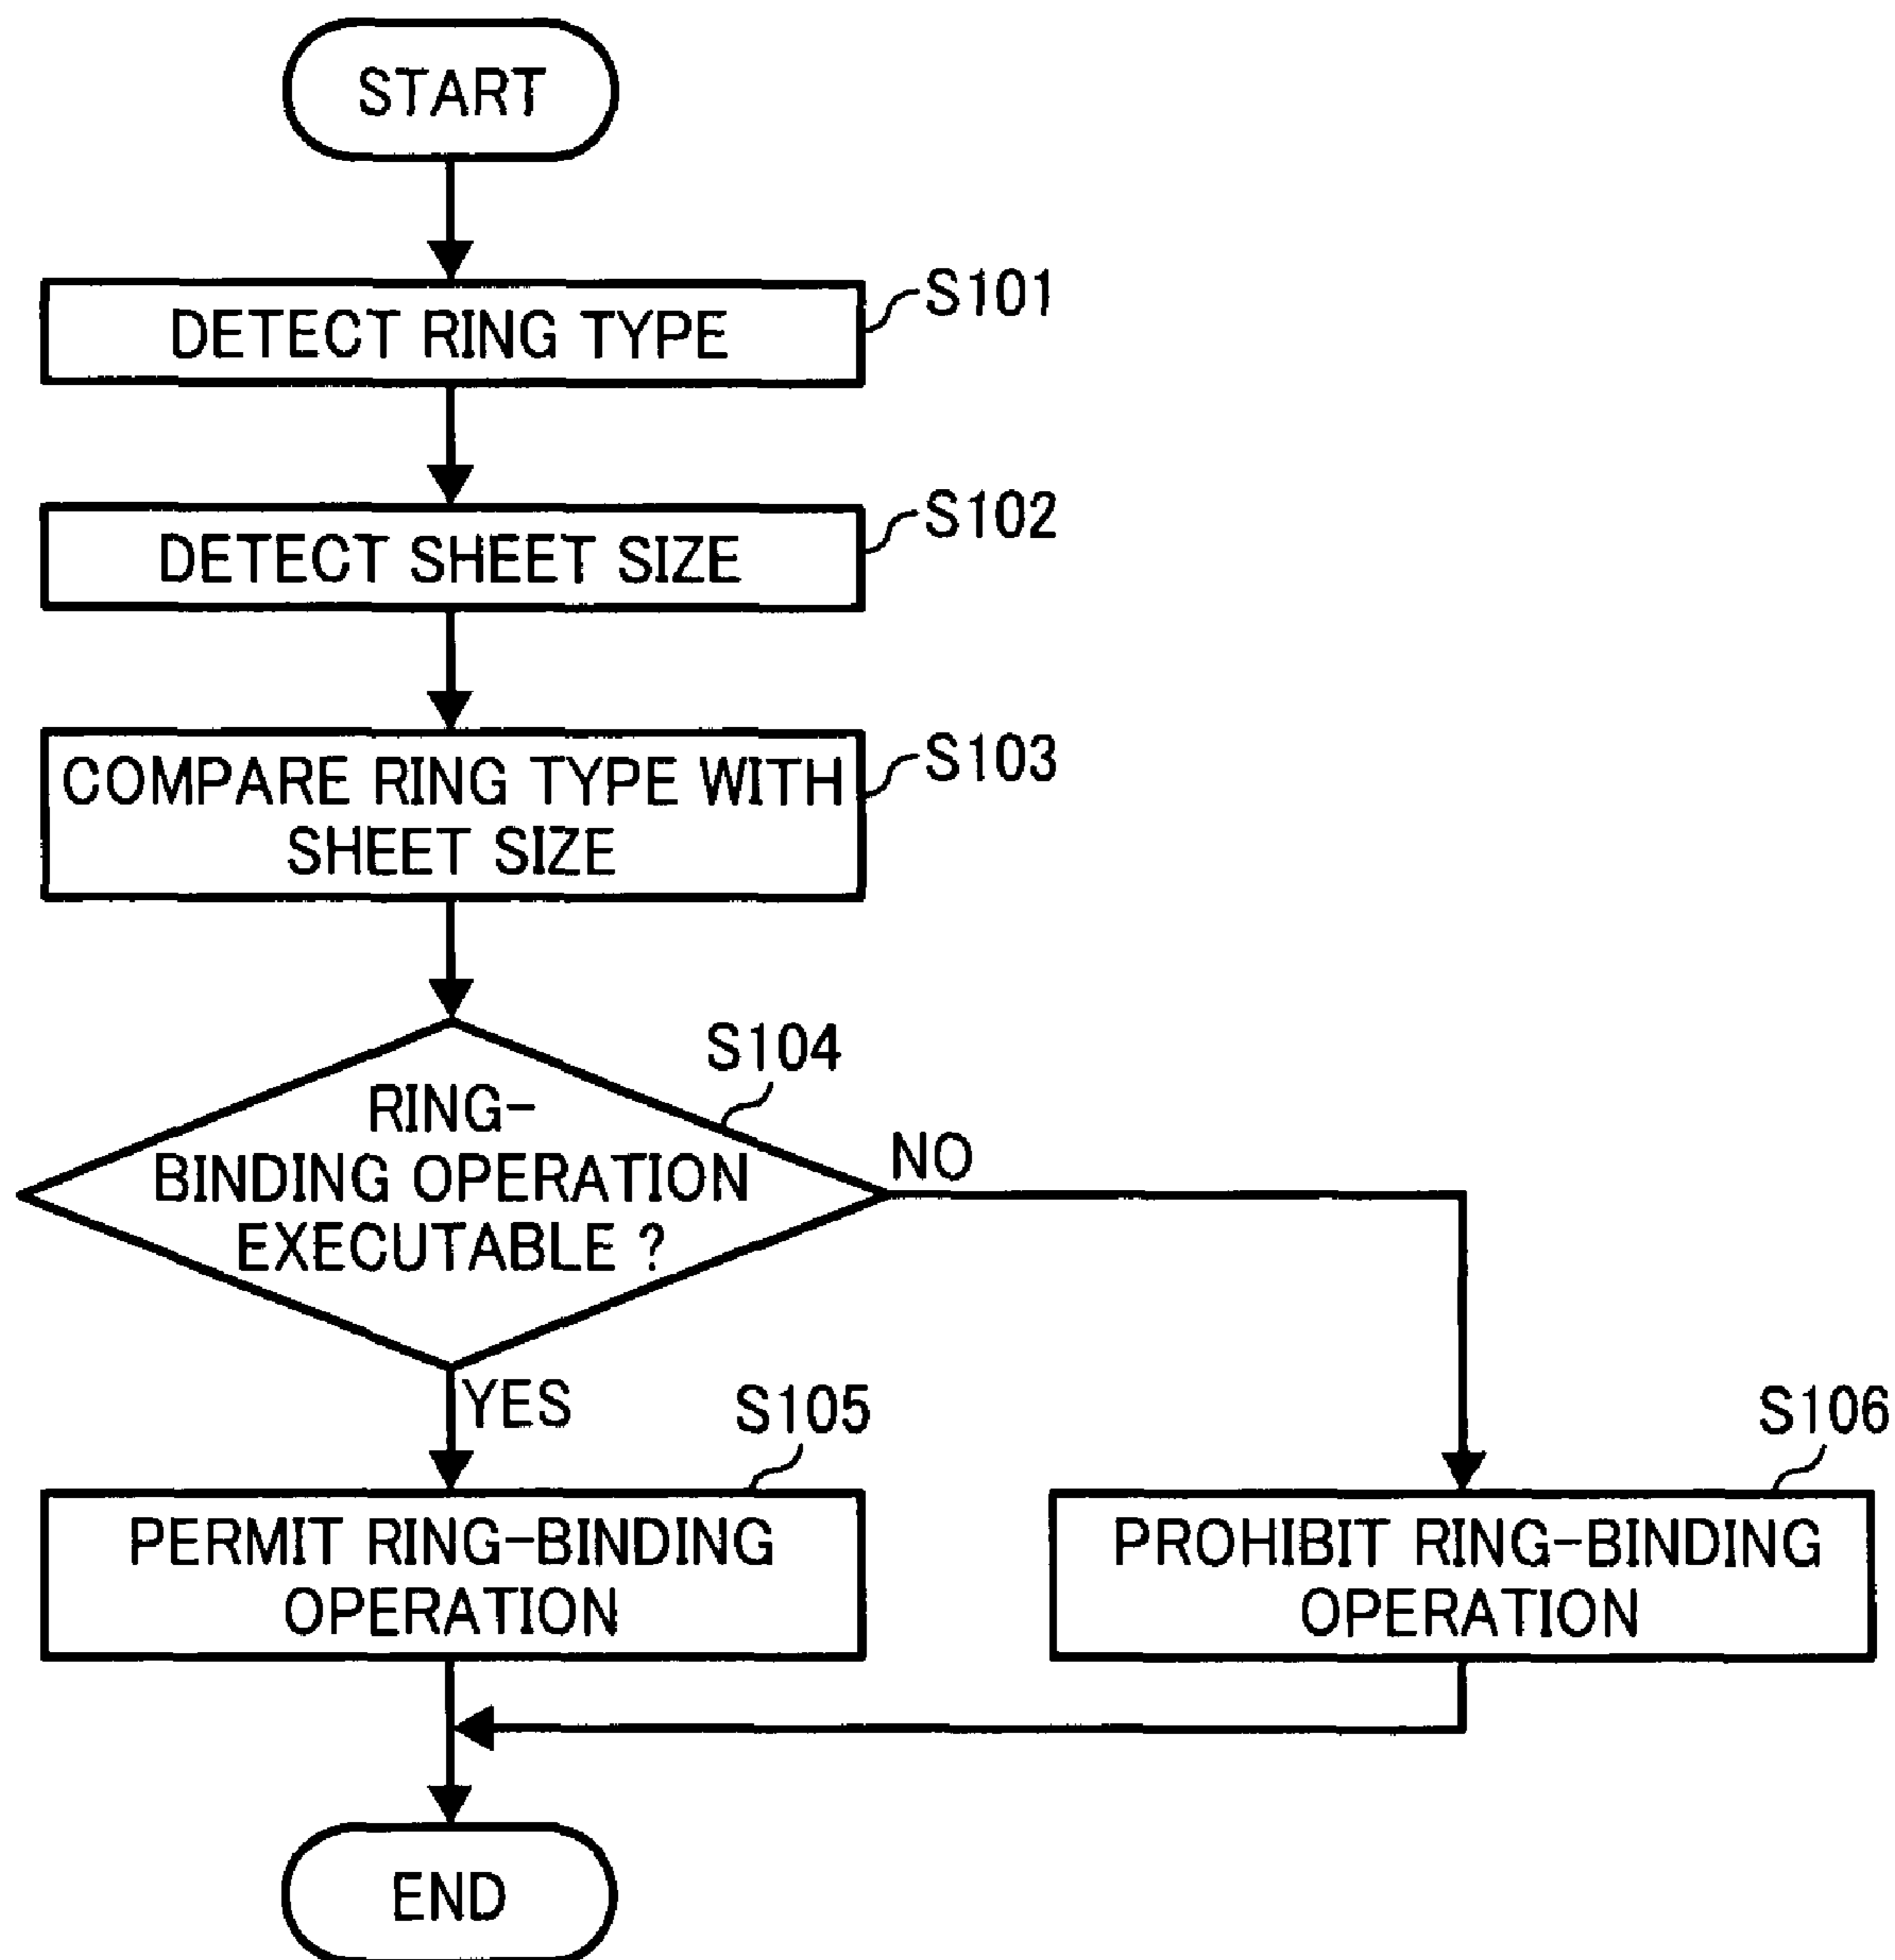 START
DETECT RING TYPE
S101
DETECT SHEET SIZE
S102
COMPARE RING TYPE WITH
SHEET SIZE
S103
S104
RING-
BINDING OPERATION
EXECUTABLE ?
NO
YES
S105
S106
PERMIT RING-BINDING
OPERATION
PROHIBIT RING-BINDING
OPERATION
END